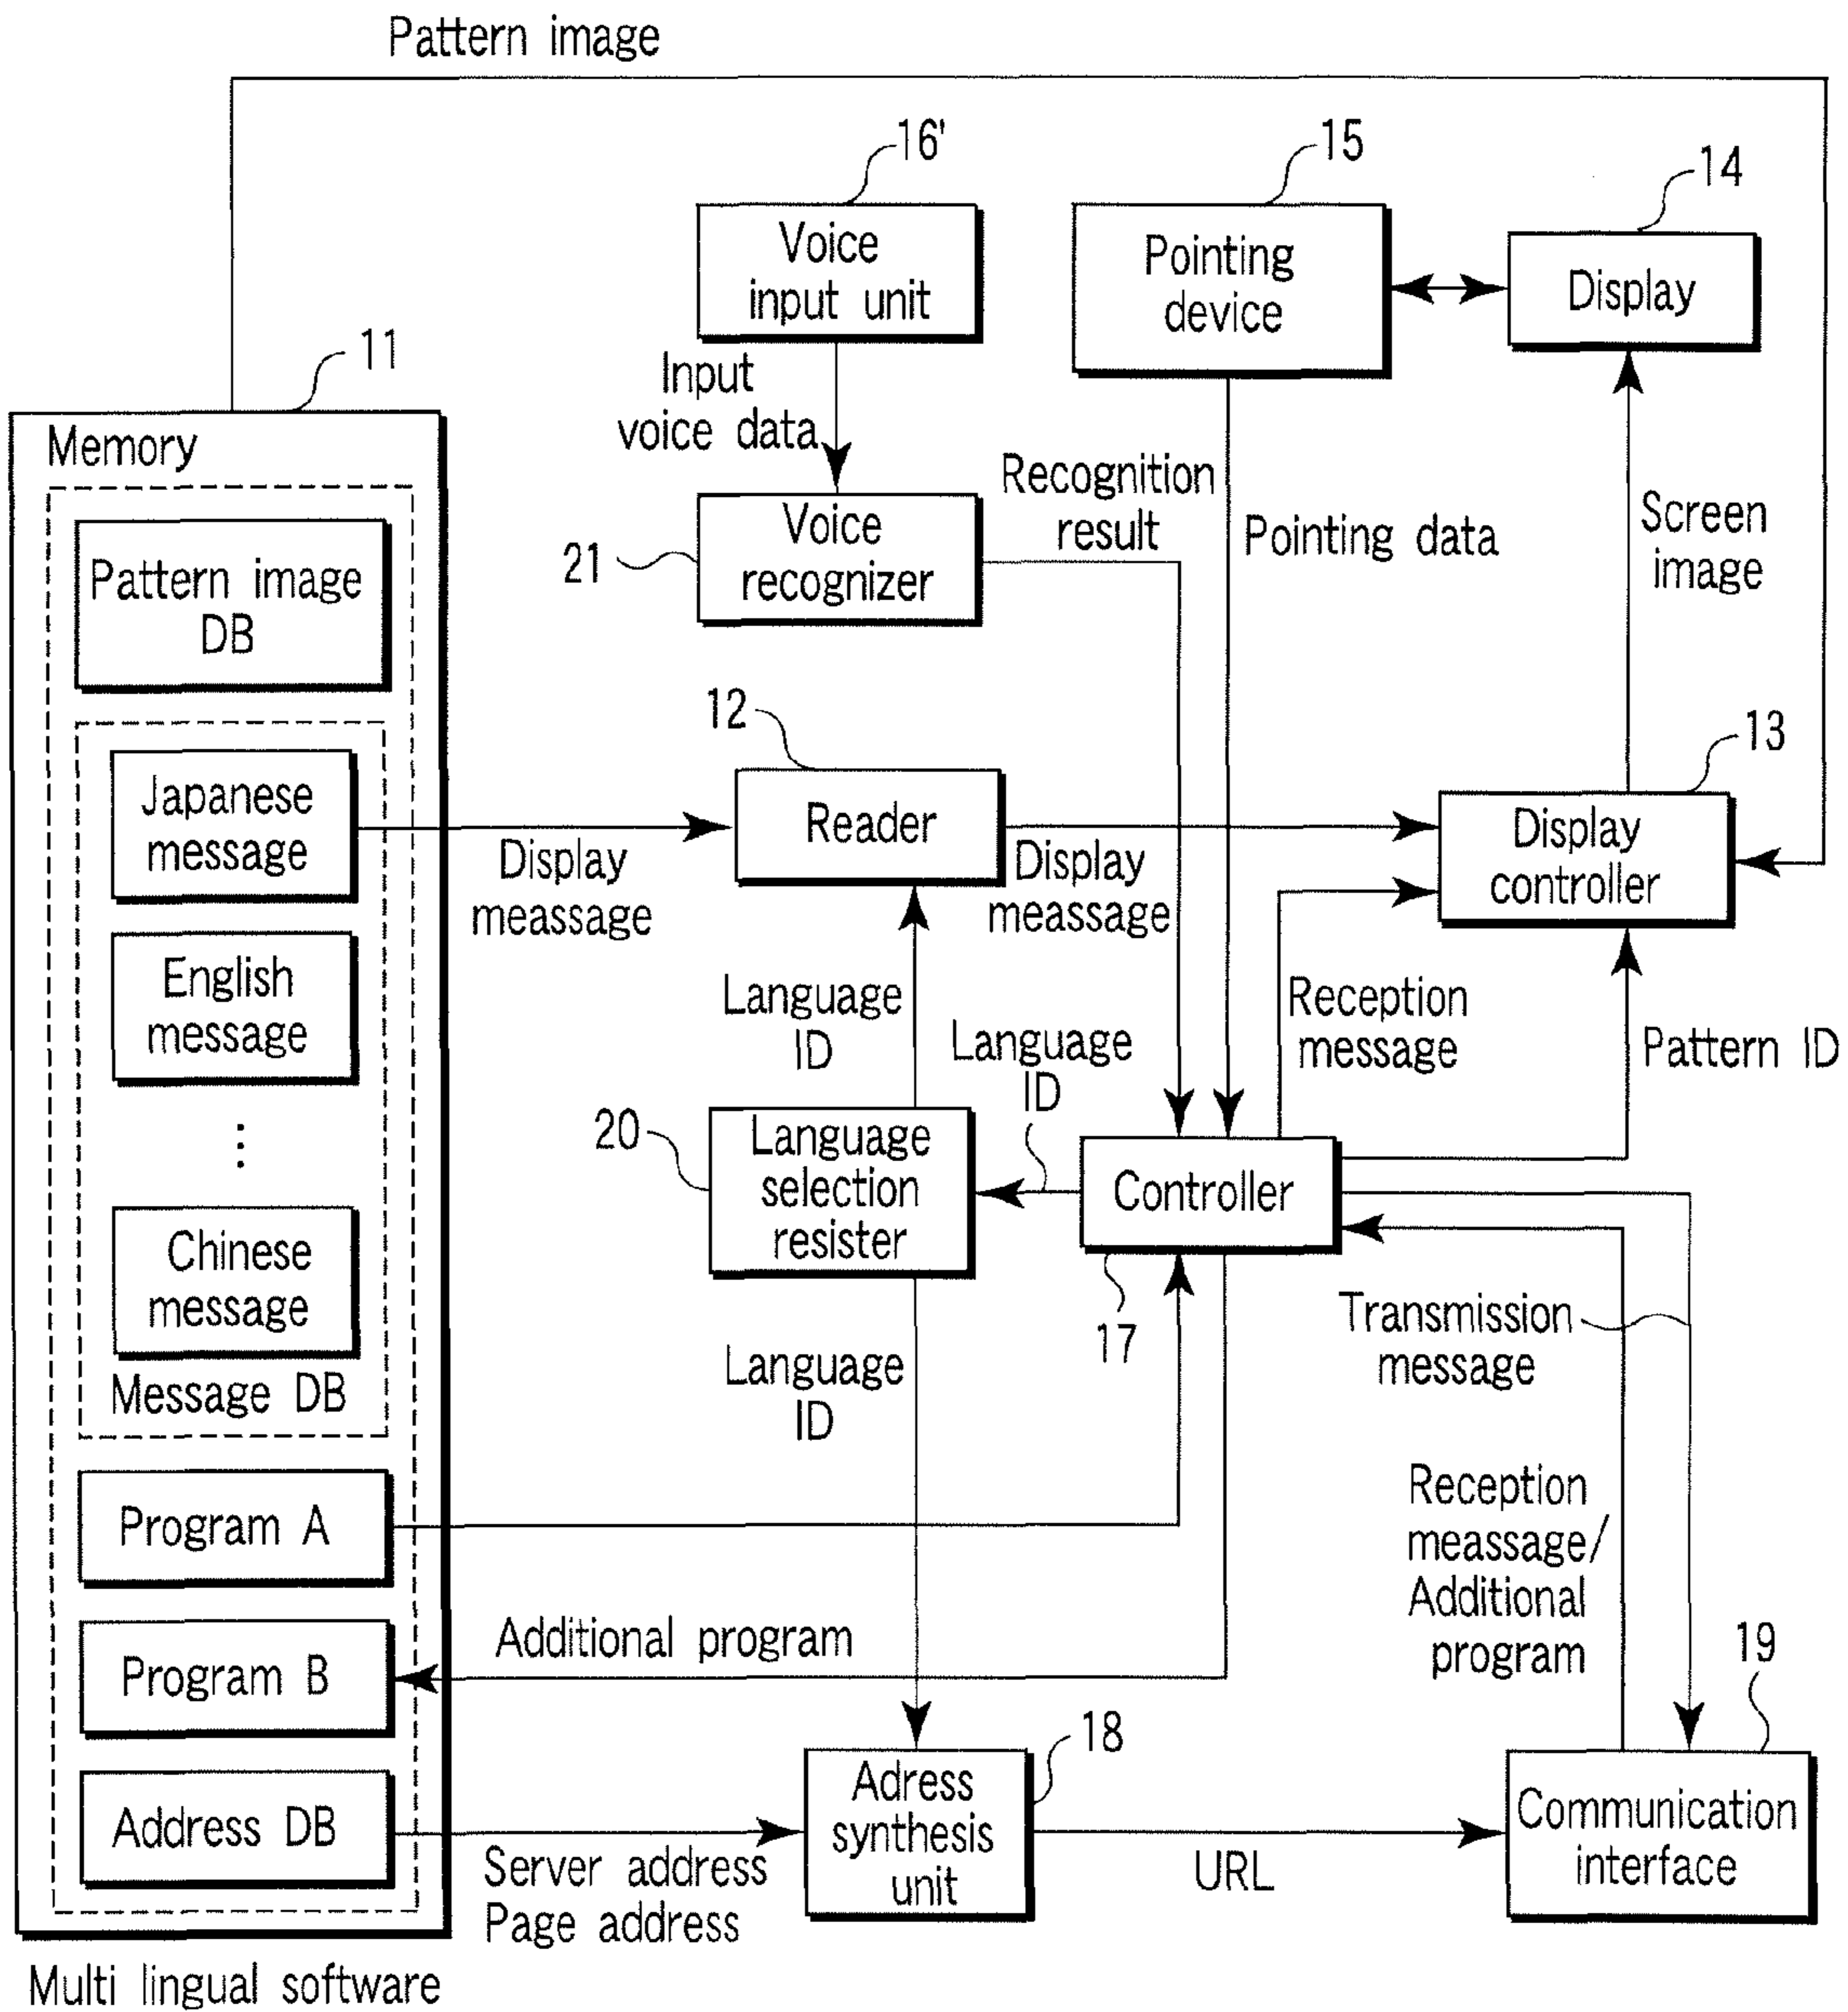 Pattern image
16'
15
14
Voice
input unit
Pointing
device
Display
11
Input
voice data
Memory
Recognition
result
Pointing data
Screen
image
Pattern image
DB
21
Voice
recognizer
12
13
Japanese
message
Reader
Display
controller
Display
meassage
Display
meassage
English
message
Language
ID
Language
ID
Reception
message
Pattern ID
⋮
20
Language
selection
resister
Controller
Chinese
message
17
Transmission
message
Message DB
Language
ID
Program A
Reception
meassage/
Additional
program
Program B
Additional program
18
19
Address DB
Server address
Page address
Adress
synthesis
unit
URL
Communication
interface
Multi lingual software